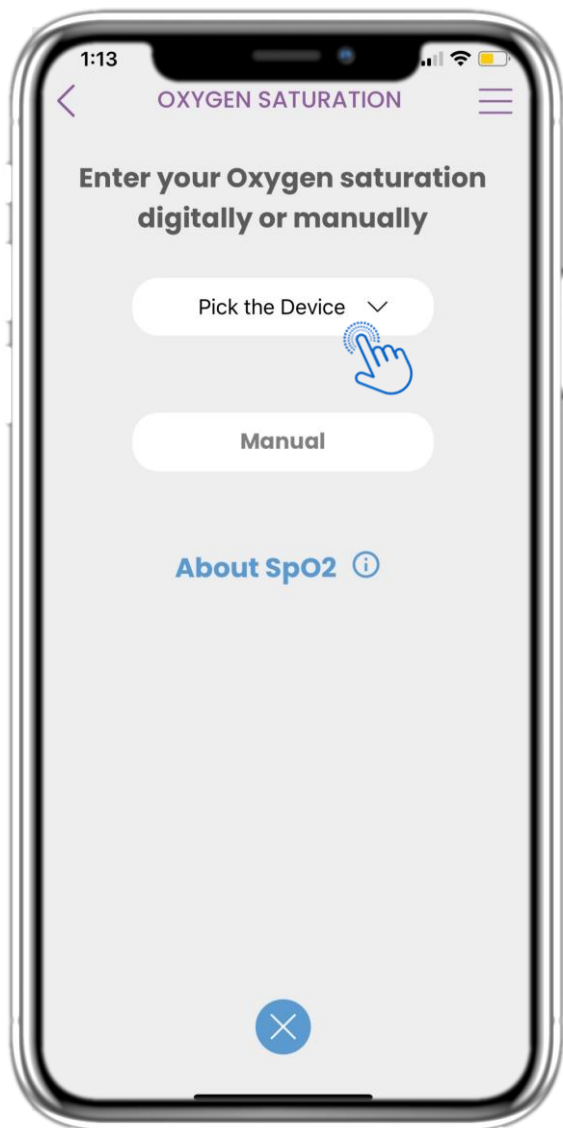 1:13
OXYGEN SATURATION
Enter your Oxygen saturation
digitally or manually
Pick the Device
Manual
About SpO2